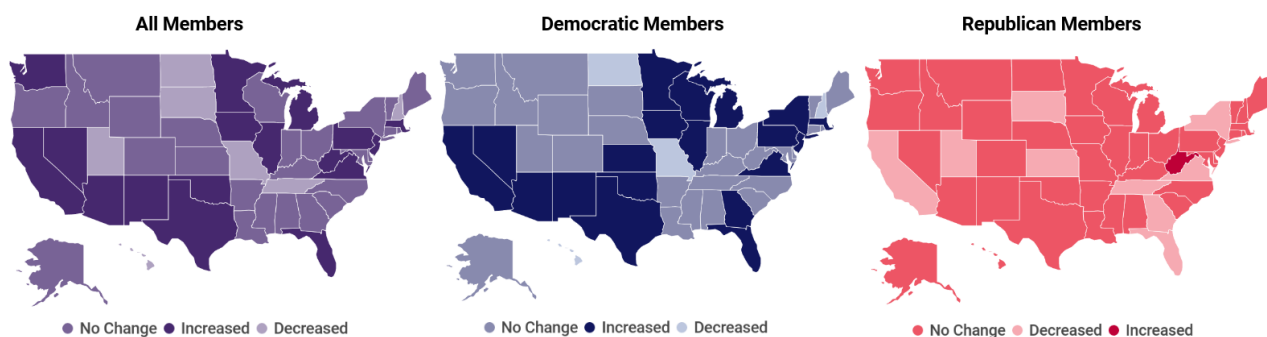 All Members
Democratic Members
Republican Members
No Change Increased Decreased
No Change Increased Decreased
No Change Decreased Increased